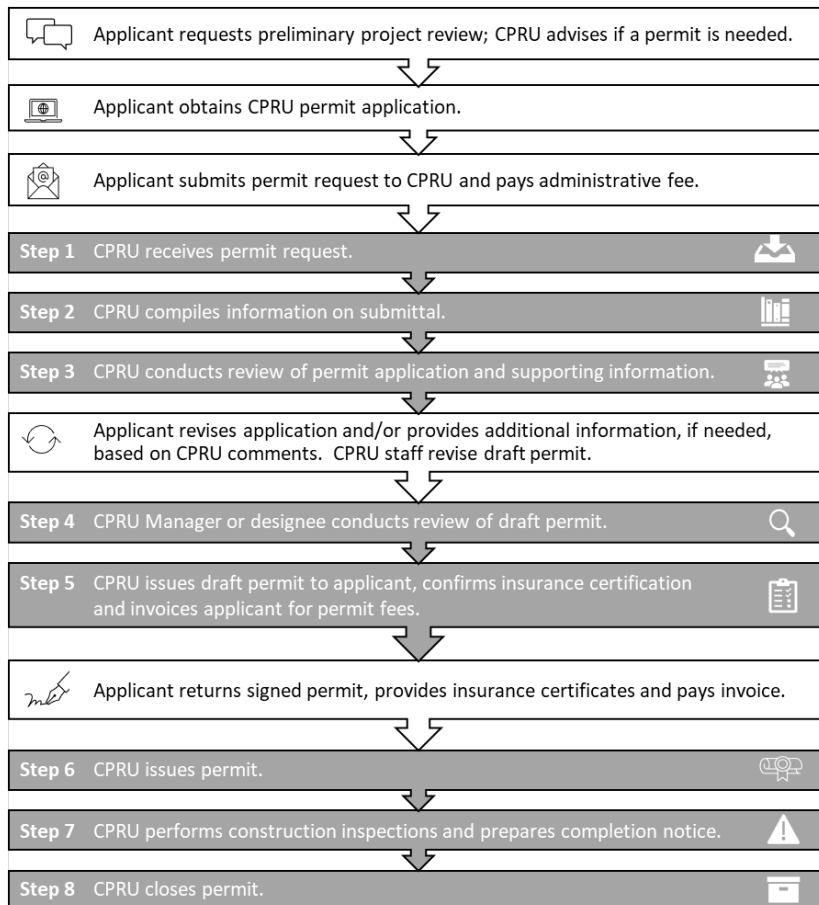 Applicant requests preliminary project review; CPRU advises if a permit is needed.
Applicant obtains CPRU permit application.
Applicant submits permit request to CPRU and pays administrative fee.
Step 1 CPRU receives permit request.
Step 2 CPRU compiles information on submittal.
Step 3 CPRU conducts review of permit application and supporting information.
Applicant revises application and/or provides additional information, if needed,
based on CPRU comments. CPRU staff revise draft permit.
Step 4 CPRU Manager or designee conducts review of draft permit.
Step 5 CPRU issues draft permit to applicant, confirms insurance certification
and invoices applicant for permit fees.
Applicant returns signed permit, provides insurance certificates and pays invoice.
Step 6 CPRU issues permit.
Step 7 CPRU performs construction inspections and prepares completion notice.
Step 8 CPRU closes permit.